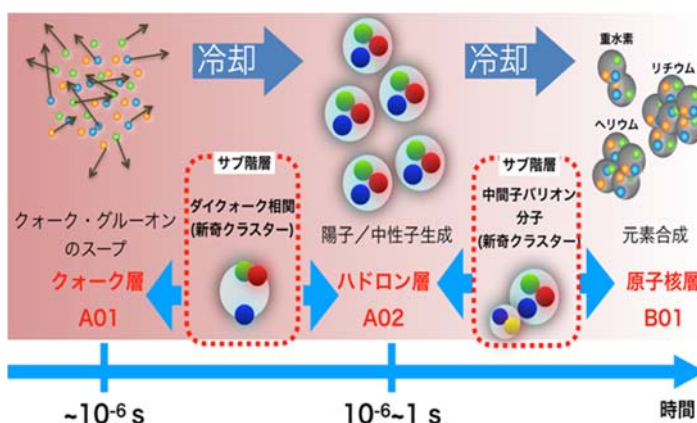 冷却
冷却
重水素
リチウム
ヘリウム
サブ階層
ダイクォーク相関
(新奇クラスター)
サブ階層
中間子バリオン
分子
(新奇クラスター)
クォーク・グルーオン
のスープ
陽子／中性子生成
元素合成
クォーク層
A01
ハドロン層
A02
原子核層
B01
~10-6 s
10-6~1 s
時間